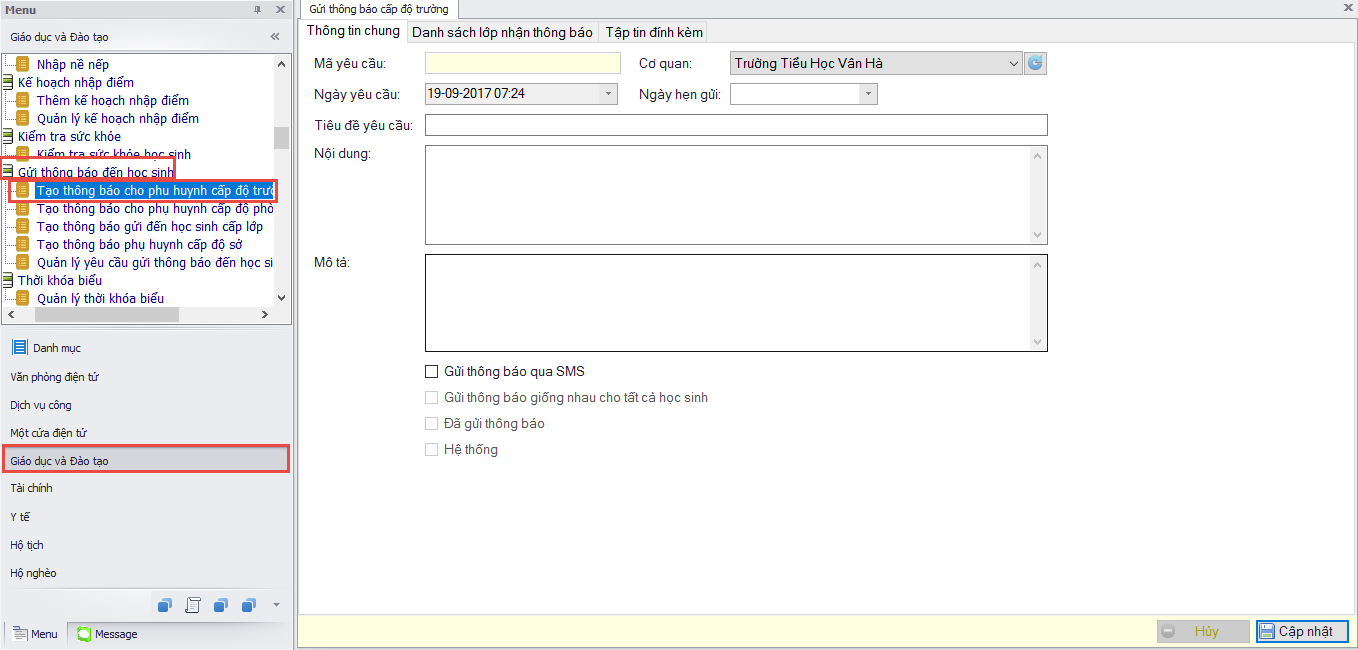 Menu
Giáo dục và Đào tạo
Nhập nề nếp
Kế hoạch nhập điểm
Thêm kế hoạch nhập điểm
Quản lý kế hoạch nhập điểm
Kiểm tra sức khỏe
Kiểm tra sức khỏe học sinh
Gửi thông báo đến học sinh
Tạo thông báo cho phu huynh cấp độ trườ
Tạo thông báo cho phụ huynh cấp độ phò
Tạo thông báo gửi đến học sinh cấp lớp
Tạo thông báo phụ huynh cấp độ sở
Quản lý yêu cầu gửi thông báo đến học si
Thời khóa biểu
Quản lý thời khóa biểu
Danh mục
Văn phòng điện tử
Dịch vụ công
Một cửa điện tử
Giáo dục và Đào tạo
Tài chính
Y tế
Hộ tịch
Hộ nghèo
Menu Message
Gửi thông báo cấp độ trường
Thông tin chung Danh sách lớp nhận thông báo Tập tin đính kèm
Mã yêu cầu: Cơ quan: Trường Tiểu Học Vân Hà
Ngày yêu cầu: 19-09-2017 07:24 Ngày hẹn gửi:
Tiêu đề yêu cầu:
Nội dung:
Mô tả:
Gửi thông báo qua SMS
Gửi thông báo giống nhau cho tất cả học sinh
Đã gửi thông báo
Hệ thống
Hủy Cập nhật